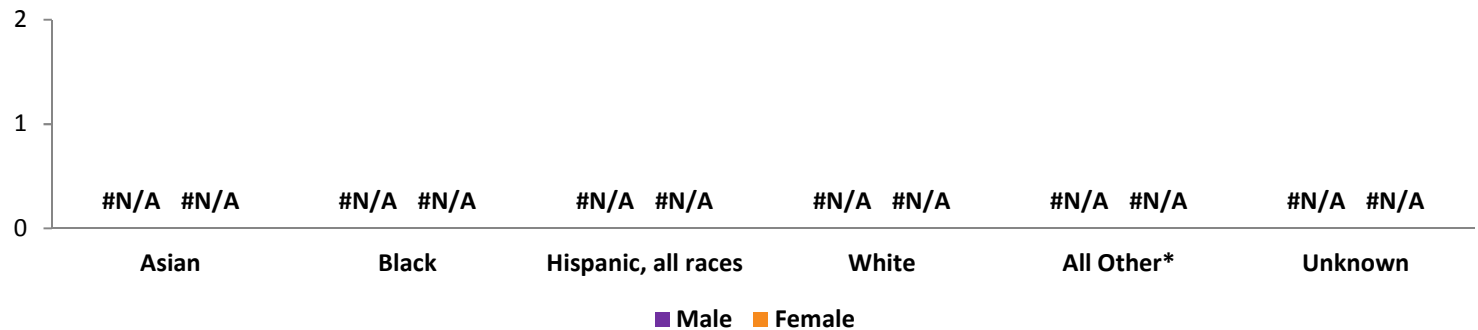 2
1
0
#N/A #N/A #N/A #N/A #N/A #N/A #N/A #N/A #N/A #N/A #N/A #N/A
Asian Black Hispanic, all races White All Other* Unknown
Male Female